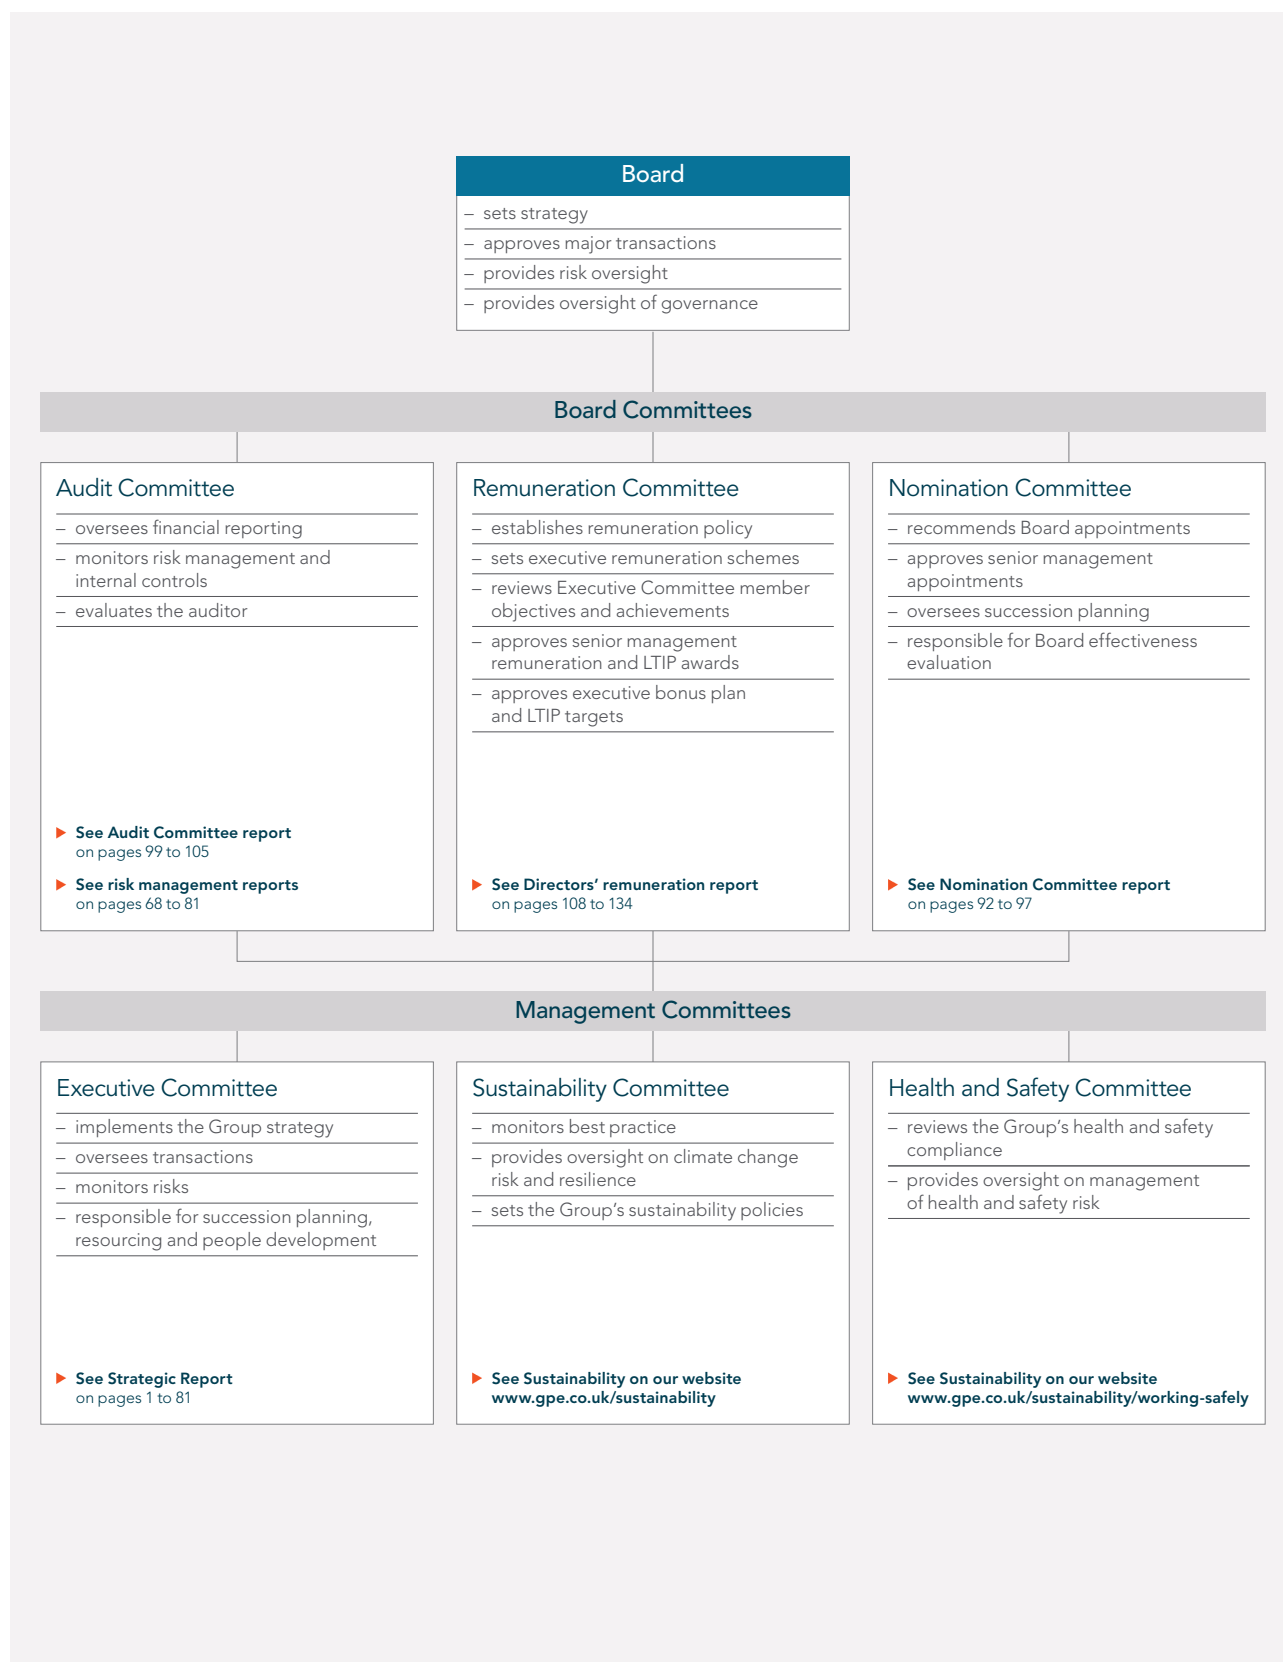 Board
– sets strategy
– approves major transactions
– provides risk oversight
– provides oversight of governance
Board Committees
Audit Committee
– oversees financial reporting
– monitors risk management and
internal controls
– evaluates the auditor
▶ See Audit Committee report
on pages 99 to 105
▶ See risk management reports
on pages 68 to 81
Remuneration Committee
– establishes remuneration policy
– sets executive remuneration schemes
– reviews Executive Committee member
objectives and achievements
– approves senior management
remuneration and LTIP awards
– approves executive bonus plan
and LTIP targets
▶ See Directors’ remuneration report
on pages 108 to 134
Nomination Committee
– recommends Board appointments
– approves senior management
appointments
– oversees succession planning
– responsible for Board effectiveness
evaluation
▶ See Nomination Committee report
on pages 92 to 97
Management Committees
Executive Committee
– implements the Group strategy
– oversees transactions
– monitors risks
– responsible for succession planning,
resourcing and people development
▶ See Strategic Report
on pages 1 to 81
Sustainability Committee
– monitors best practice
– provides oversight on climate change
risk and resilience
– sets the Group’s sustainability policies
▶ See Sustainability on our website
www.gpe.co.uk/sustainability
Health and Safety Committee
– reviews the Group’s health and safety
compliance
– provides oversight on management
of health and safety risk
▶ See Sustainability on our website
www.gpe.co.uk/sustainability/working-safely